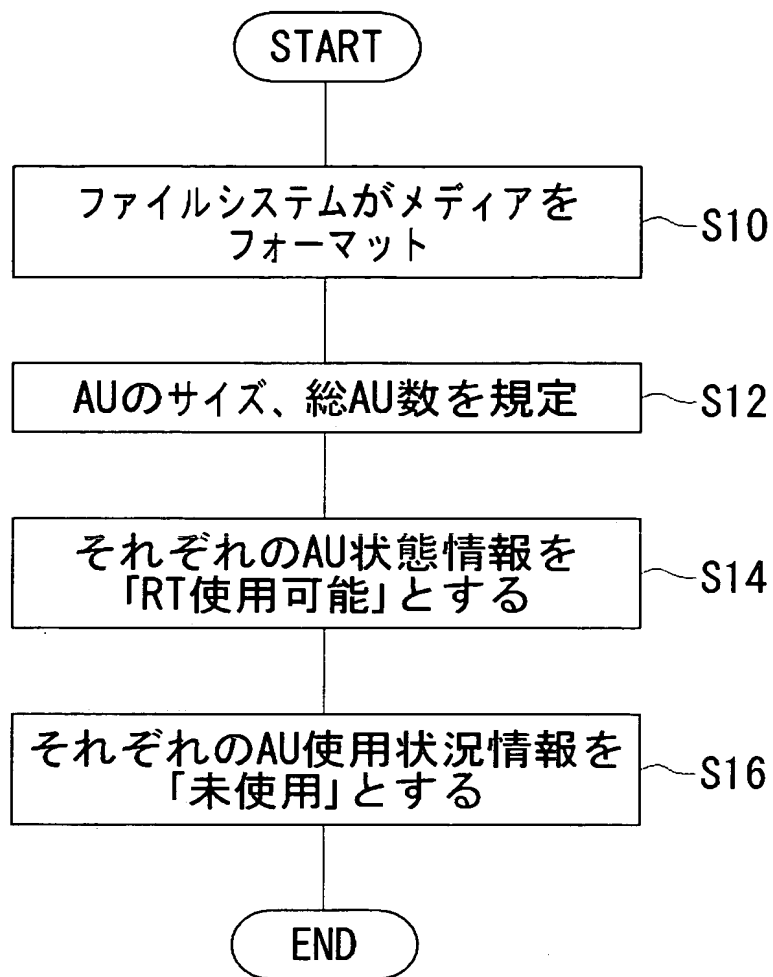 START
ファイルシステムがメディアを
フォーマット
S10
AUのサイズ、総AU数を規定
S12
それぞれのAU状態情報を
「RT使用可能」とする
S14
それぞれのAU使用状況情報を
「未使用」とする
S16
END